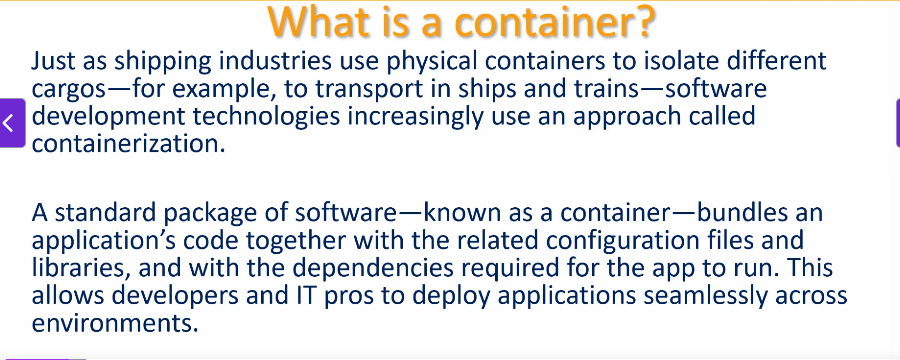 What is a container?
Just as shipping industries use physical containers to isolate different
cargos—for example, to transport in ships and trains—software
development technologies increasingly use an approach called
containerization.
A standard package of software—known as a container—bundles an
application’s code together with the related configuration files and
libraries, and with the dependencies required for the app to run. This
allows developers and IT pros to deploy applications seamlessly across
environments.